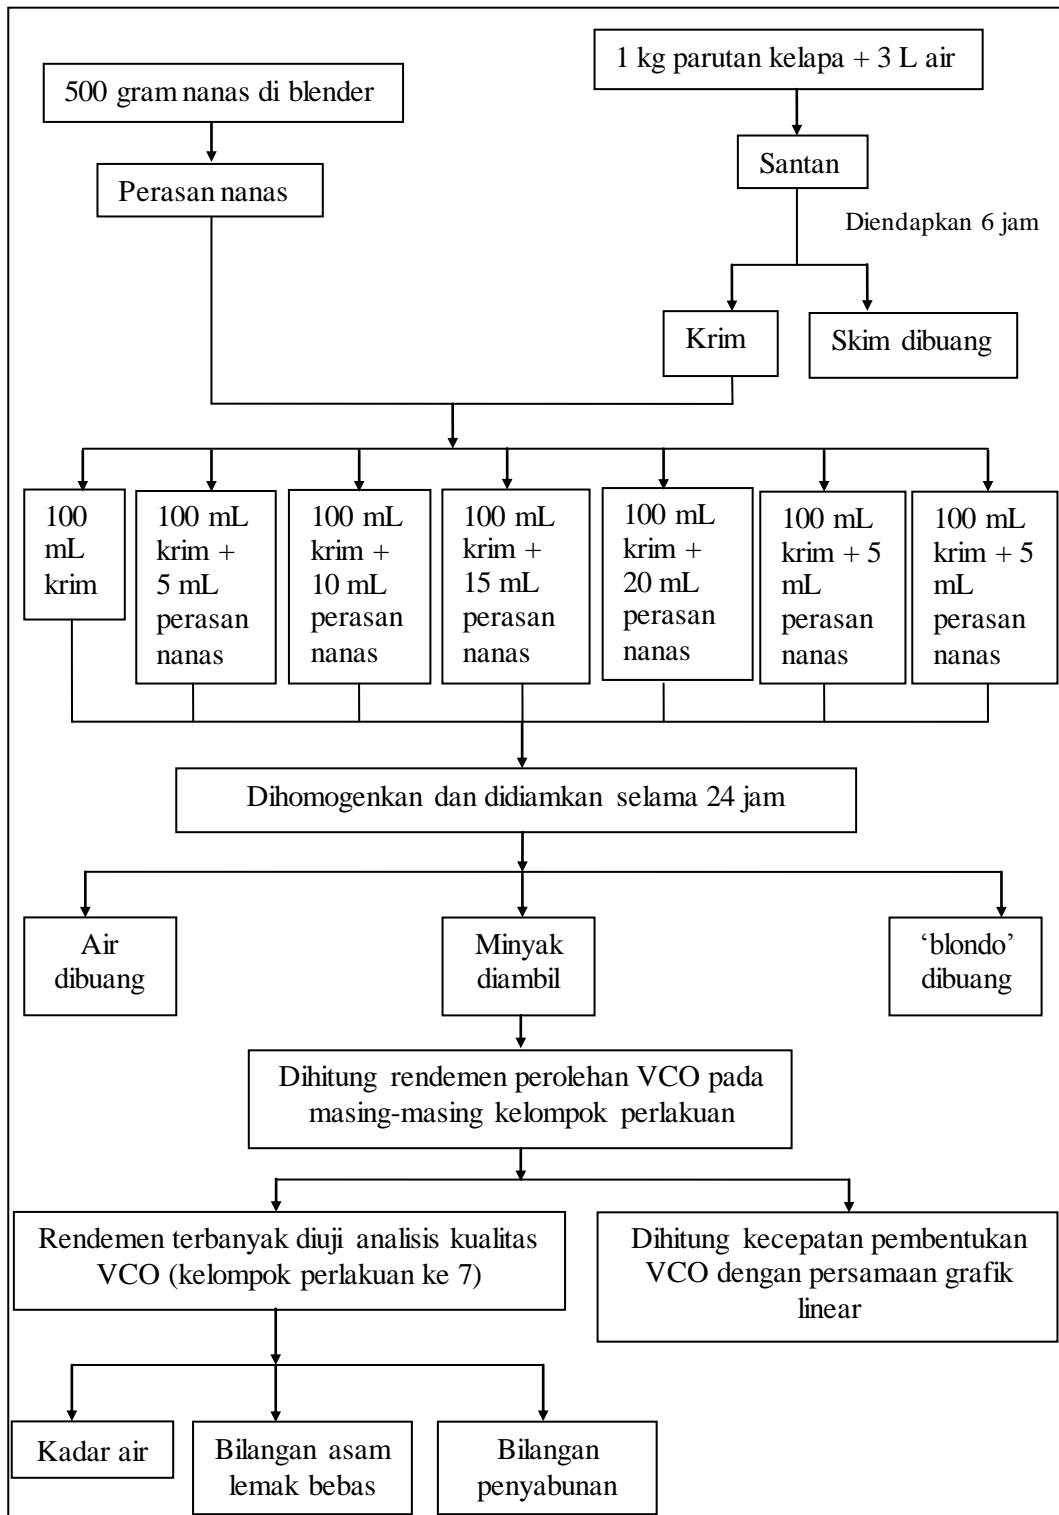 1 kg parutan kelapa + 3 L air
500 gram nanas di blender
Santan
Perasan nanas
Diendapkan 6 jam
Krim
Skim dibuang
100
mL
krim
100 mL
krim +
5 mL
perasan
nanas
100 mL
krim +
10 mL
perasan
nanas
100 mL
krim +
15 mL
perasan
nanas
100 mL
krim +
20 mL
perasan
nanas
100 mL
krim + 5
mL
perasan
nanas
100 mL
krim + 5
mL
perasan
nanas
Dihomogenkan dan didiamkan selama 24 jam
Air
dibuang
Minyak
diambil
‘blondo’
dibuang
Dihitung rendemen perolehan VCO pada
masing-masing kelompok perlakuan
Rendemen terbanyak diuji analisis kualitas
VCO (kelompok perlakuan ke 7)
Dihitung kecepatan pembentukan
VCO dengan persamaan grafik
linear
Kadar air
Bilangan asam
lemak bebas
Bilangan
penyabunan